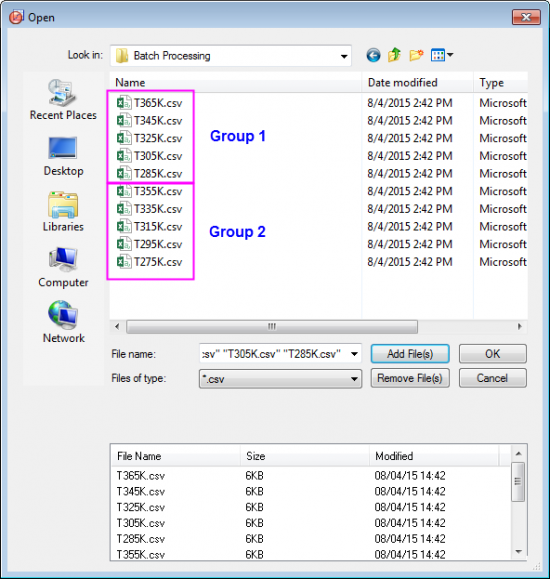 Open
Look in: Batch Processing
Name Date modified Type
T365K.csv 8/4/2015 2:42 PM Microsoft
T345K.csv 8/4/2015 2:42 PM Microsoft
T325K.csv 8/4/2015 2:42 PM Microsoft
T305K.csv 8/4/2015 2:42 PM Microsoft
T285K.csv 8/4/2015 2:42 PM Microsoft
T355K.csv 8/4/2015 2:42 PM Microsoft
T335K.csv 8/4/2015 2:42 PM Microsoft
T315K.csv 8/4/2015 2:42 PM Microsoft
T295K.csv 8/4/2015 2:42 PM Microsoft
T275K.csv 8/4/2015 2:42 PM Microsoft
Group 1
Group 2
Recent Places
Desktop
Libraries
Computer
Network
File name: :sv" "T305K.csv" "T285K.csv" Add File(s) OK
Files of type: *.csv Remove File(s) Cancel
File Name Size Modified
T365K.csv 6KB 08/04/15 14:42
T345K.csv 6KB 08/04/15 14:42
T325K.csv 6KB 08/04/15 14:42
T305K.csv 6KB 08/04/15 14:42
T285K.csv 6KB 08/04/15 14:42
T355K.csv 6KB 08/04/15 14:42